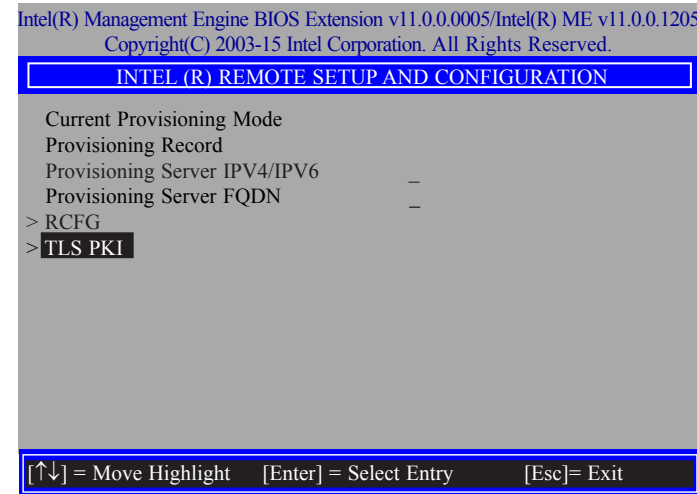 Intel(R) Management Engine BIOS Extension v11.0.0.0005/Intel(R) ME v11.0.0.1205
Copyright(C) 2003-15 Intel Corporation. All Rights Reserved.
INTEL (R) REMOTE SETUP AND CONFIGURATION
Current Provisioning Mode
Provisioning Record
Provisioning Server IPV4/IPV6 _
Provisioning Server FQDN _
> RCFG
> TLS PKI
[↑↓] = Move Highlight [Enter] = Select Entry [Esc]= Exit